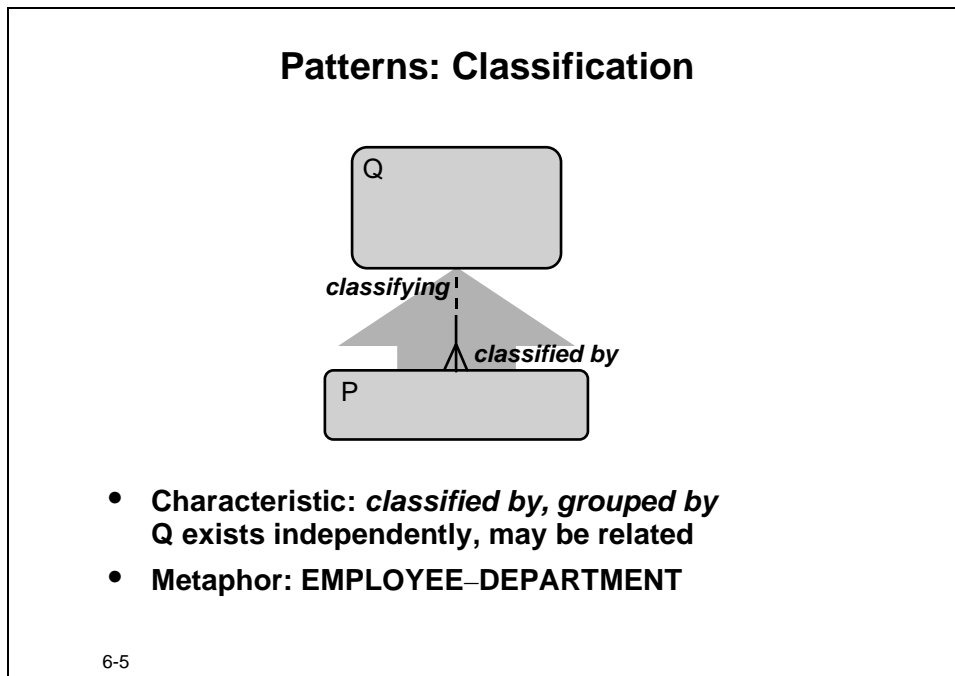 Patterns: Classification
Q
classifying
classified by
P
• Characteristic: classified by, grouped by
Q exists independently, may be related
• Metaphor: EMPLOYEE–DEPARTMENT
6-5